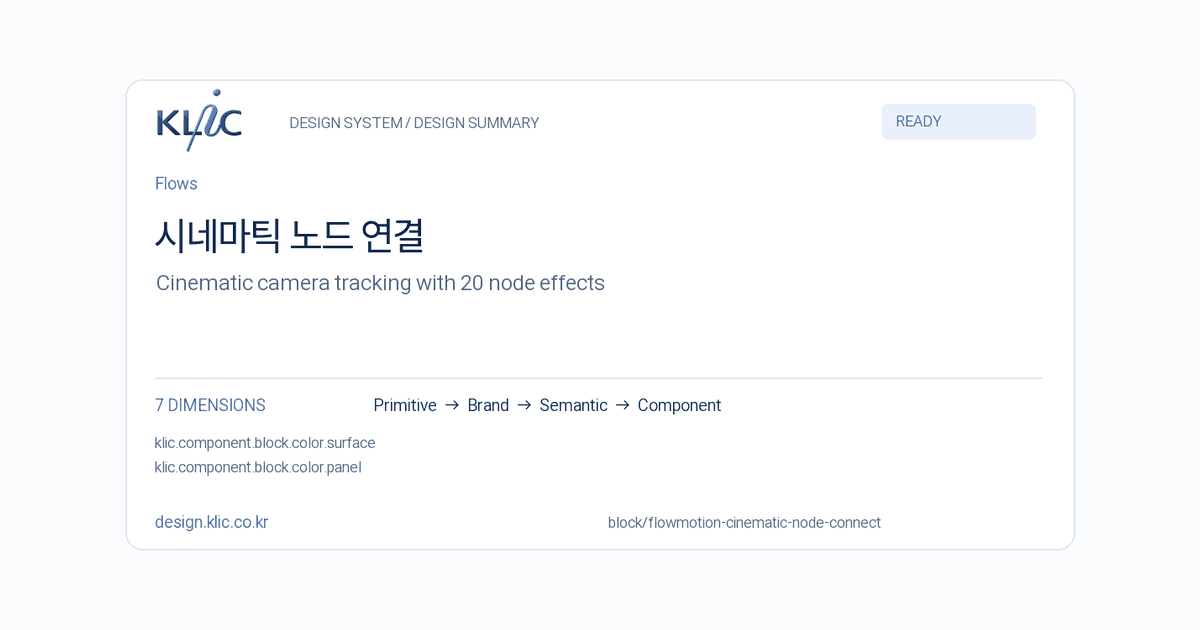 KLiC
DESIGN SYSTEM / DESIGN SUMMARY
READY
Flows
시네마틱 노드 연결
Cinematic camera tracking with 20 node effects
7 DIMENSIONS
Primitive → Brand → Semantic → Component
klic.component.block.color.surface
klic.component.block.color.panel
design.klic.co.kr
block/flowmotion-cinematic-node-connect